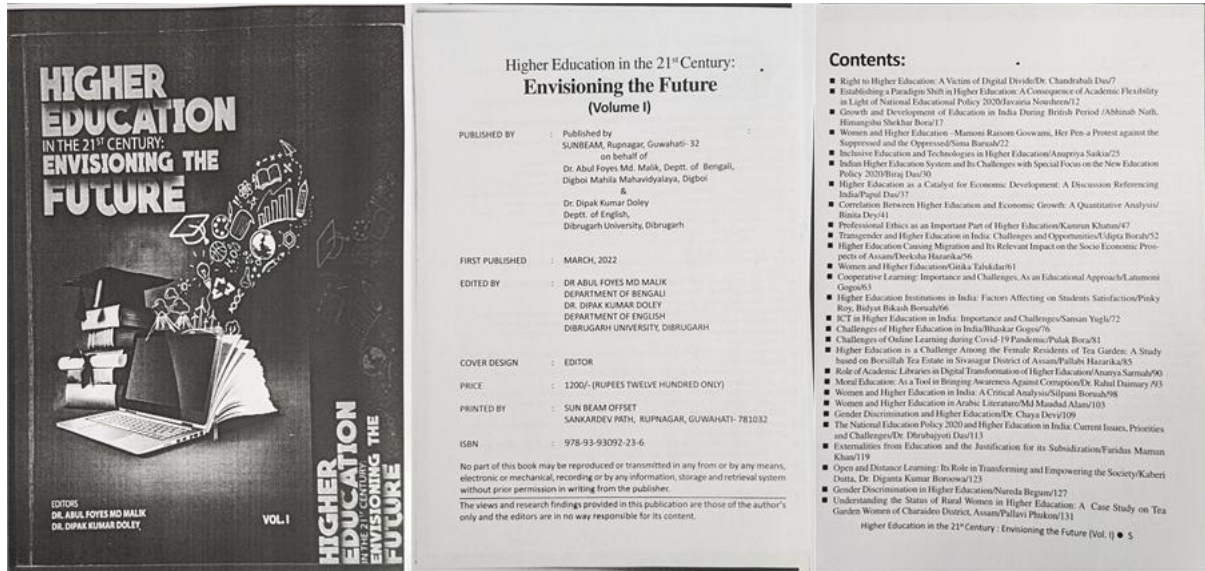 HIGHER
EDUCATION
IN THE 21ST CENTURY:
ENVISIONING THE
FUTURE
EDITORS
DR. ABUL FOYES MD MALIK
DR. DIPAK KUMAR DOLEY
VOL. I
HIGHER
EDUCATION
IN THE 21ST CENTURY:
ENVISIONING THE
FUTURE
Higher Education in the 21st Century:
Envisioning the Future
(Volume I)
PUBLISHED BY : Published by
SUNBEAM, Rupnagar, Guwahati- 32
on behalf of
Dr. Abul Foyes Md. Malik, Deptt. of Bengali,
Digboi Mahila Mahavidyalaya, Digboi
&
Dr. Dipak Kumar Doley
Deptt. of English,
Dibrugarh University, Dibrugarh
FIRST PUBLISHED : MARCH, 2022
EDITED BY : DR ABUL FOYES MD MALIK
DEPARTMENT OF BENGALI
DR. DIPAK KUMAR DOLEY
DEPARTMENT OF ENGLISH
DIBRUGARH UNIVERSITY, DIBRUGARH
COVER DESIGN : EDITOR
PRICE : 1200/- (RUPEES TWELVE HUNDRED ONLY)
PRINTED BY : SUN BEAM OFFSET
SANKARDEV PATH, RUPNAGAR, GUWAHATI- 781032
ISBN : 978-93-93092-23-6
No part of this book may be reproduced or transmitted in any from or by any means,
electronic or mechanical, recording or by any information, storage and retrieval system
without prior permission in writing from the publisher.
The views and research findings provided in this publication are those of the author's
only and the editors are in no way responsible for its content.
Contents:
■ Right to Higher Education: A Victim of Digital Divide/Dr. Chandrabali Das/7
■ Establishing a Paradigm Shift in Higher Education: A Consequence of Academic Flexibility
in Light of National Educational Policy 2020/Javairia Nousheen/12
■ Growth and Development of Education in India During British Period /Abhinab Nath,
Himangshu Shekhar Bora/17
■ Women and Higher Education –Mamoni Raisom Goswami, Her Pen-a Protest against the
Suppressed and the Oppressed/Sima Baruah/22
■ Inclusive Education and Technologies in Higher Education/Anupriya Saikia/25
■ Indian Higher Education System and Its Challenges with Special Focus on the New Education
Policy 2020/Biraj Das/30
■ Higher Education as a Catalyst for Economic Development: A Discussion Referencing
India/Papul Dut/37
■ Correlation Between Higher Education and Economic Growth: A Quantitative Analysis/
Binita Dey/41
■ Professional Ethics as an Important Part of Higher Education/Kamrun Khatun/47
■ Transgender and Higher Education in India: Challenges and Opportunities/Udipta Borah/52
■ Higher Education Causing Migration and Its Relevant Impact on the Socio Economic Pros-
pects of Assam/Deeksha Hazarika/56
■ Women and Higher Education/Gitika Talukdar/61
■ Cooperative Learning: Importance and Challenges, As an Educational Approach/Latumoni
Gogoi/63
■ Higher Education Institutions in India: Factors Affecting on Students Satisfaction/Pinky
Roy, Bidyut Bikash Boruah/66
■ ICT in Higher Education in India: Importance and Challenges/Sansan Yugli/72
■ Challenges of Higher Education in India/Bhaskar Gogoi/76
■ Challenges of Online Learning during Covid-19 Pandemic/Pulak Bora/81
■ Higher Education is a Challenge Among the Female Residents of Tea Garden: A Study
based on Borsillah Tea Estate in Sivasagar District of Assam/Pallabi Hazarika/85
■ Role of Academic Libraries in Digital Transformation of Higher Education/Ananya Sarmah/90
■ Moral Education: As a Tool in Bringing Awareness Against Corruption/Dr. Rahul Daimary /93
■ Women and Higher Education in India: A Critical Analysis/Silpani Boruah/98
■ Women and Higher Education in Arabic Literature/Md Maudud Alam/103
■ Gender Discrimination and Higher Education/Dr. Chaya Devi/109
■ The National Education Policy 2020 and Higher Education in India: Current Issues, Priorities
and Challenges/Dr. Dhrubajyoti Das/113
■ Externalities from Education and the Justification for its Subsidization/Faridus Mamun
Khan/119
■ Open and Distance Learning: Its Role in Transforming and Empowering the Society/Kaberi
Dutta, Dr. Diganta Kumar Boroowa/123
■ Gender Discrimination in Higher Education/Nureda Begum/127
■ Understanding the Status of Rural Women in Higher Education: A Case Study on Tea
Garden Women of Charaideo District, Assam/Pallavi Phukon/131
Higher Education in the 21st Century : Envisioning the Future (Vol. I) ● 5